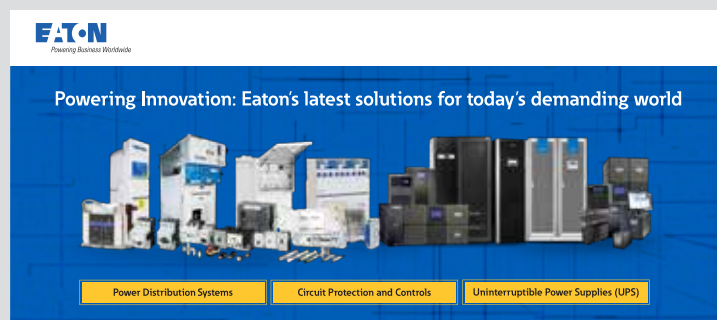 EATON
Powering Business Worldwide
Powering Innovation: Eaton's latest solutions for today's demanding world
Power Distribution Systems
Circuit Protection and Controls
Uninterruptible Power Supplies (UPS)